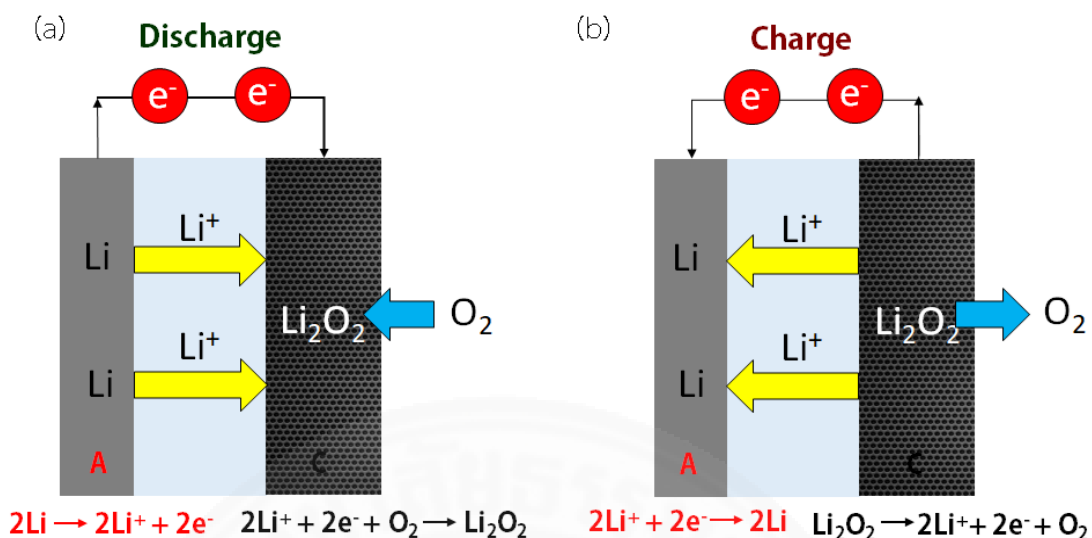 (a)
Discharge
e⁻ e⁻
Li⁺
Li
Li₂O₂
O₂
Li⁺
Li
A
C
2Li → 2Li⁺ + 2e⁻ 2Li⁺ + 2e⁻ + O₂ → Li₂O₂
(b)
Charge
e⁻ e⁻
Li⁺
Li
Li₂O₂
O₂
Li⁺
Li
A
C
2Li⁺ + 2e⁻ → 2Li Li₂O₂ → 2Li⁺ + 2e⁻ + O₂